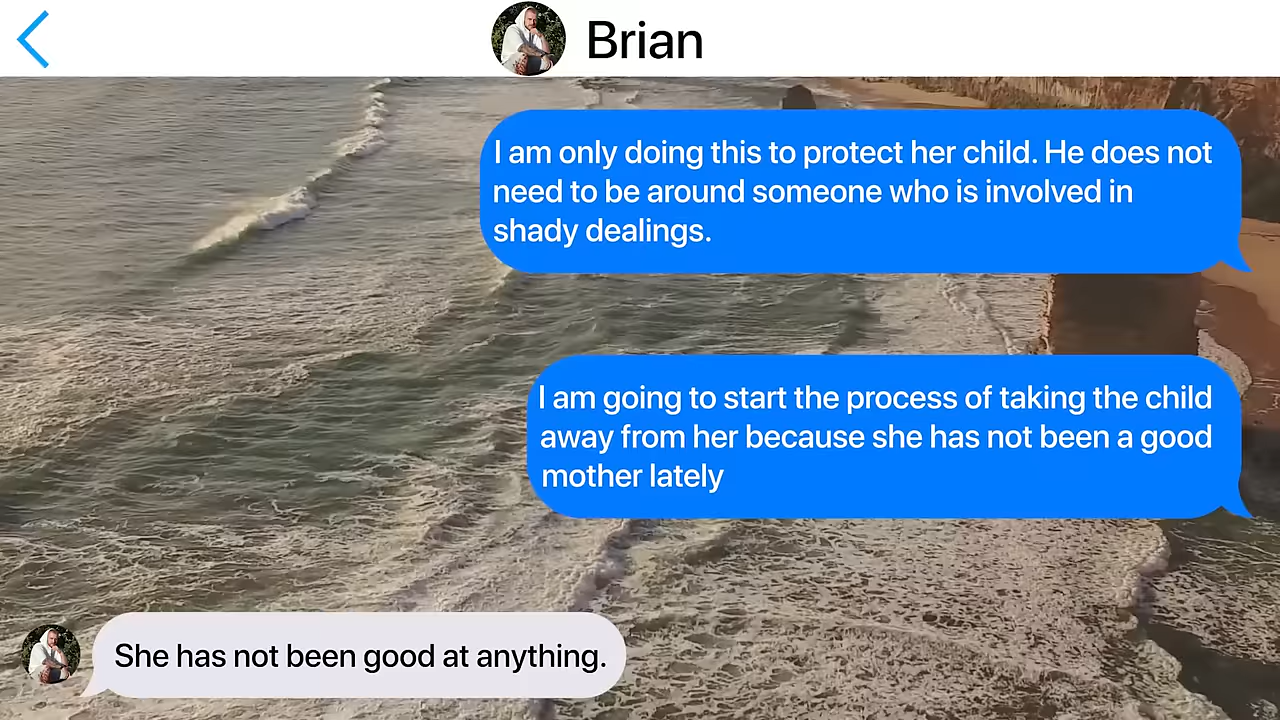 Brian
I am only doing this to protect her child. He does not
need to be around someone who is involved in
shady dealings.
I am going to start the process of taking the child
away from her because she has not been a good
mother lately
She has not been good at anything.